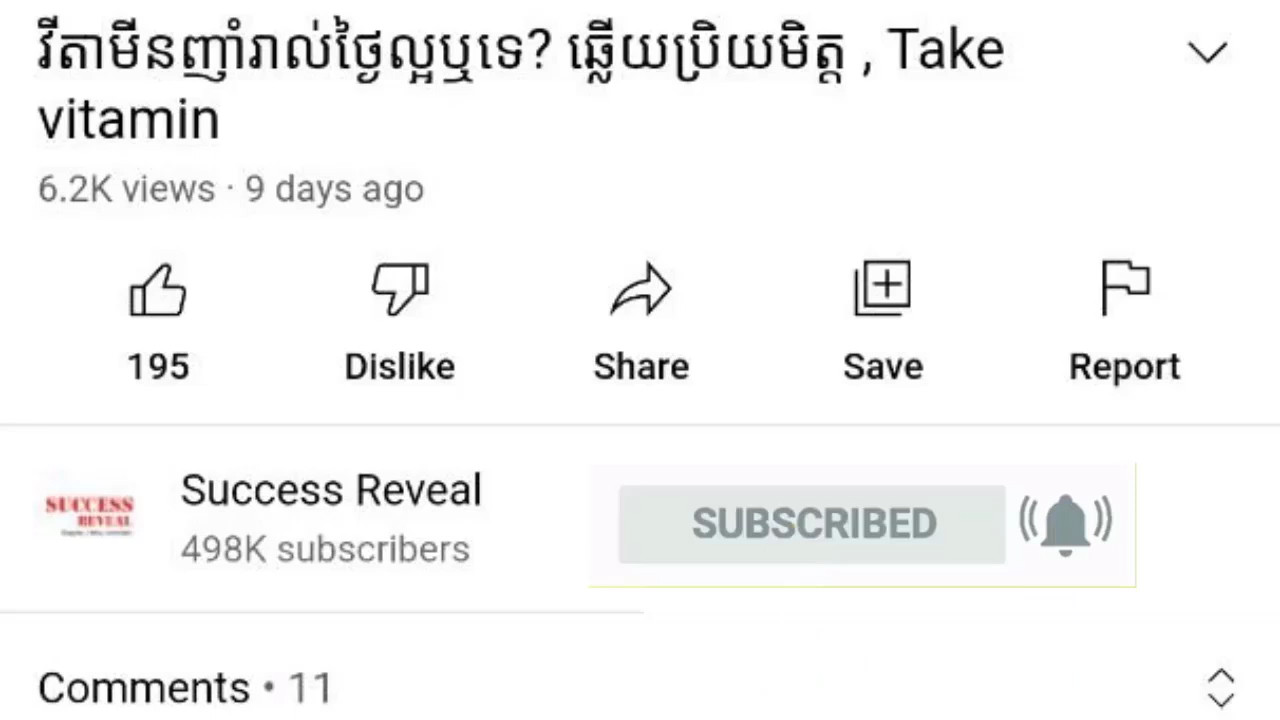 វីតាមីនញ៉ាំរាល់ថ្ងៃល្អឬទេ? ឆ្លើយប្រិយមិត្ត , Take
vitamin
6.2K views · 9 days ago
195 Dislike Share Save Report
SUCCESS
REVEAL
Success Reveal
498K subscribers
SUBSCRIBED
Comments • 11